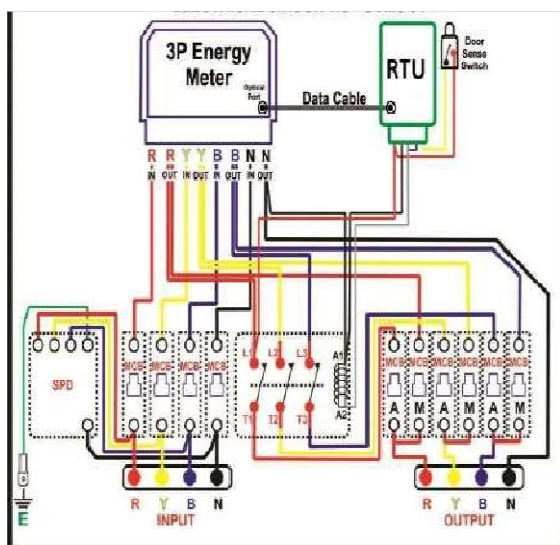 3P Energy
Meter
Optical
Port
Data Cable
RTU
Door
Sense
Switch
R R Y Y B B N N
IN OUT IN OUT IN OUT IN OUT
SPD
MCB MCB MCB MCB
L1 L2 L3
A1
A2
T1 T2 T3
MCB MCB MCB MCB MCB MCB
A M A M A M
E
R Y B N
INPUT
R Y B N
OUTPUT